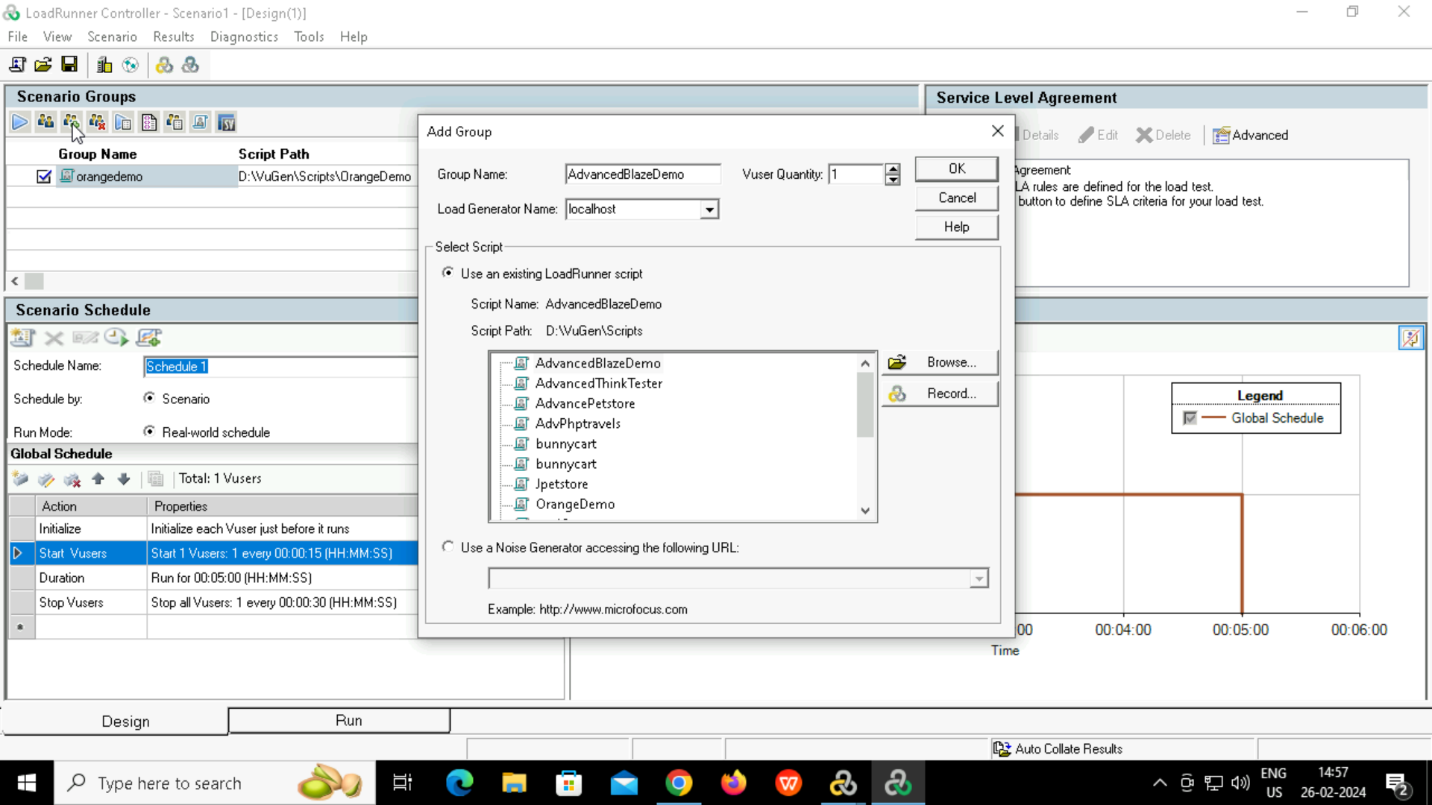 LoadRunner Controller - Scenario1 - [Design(1)]
File View Scenario Results Diagnostics Tools Help
Scenario Groups
Group Name Script Path
orangedemo D:\VuGen\Scripts\OrangeDemo
Service Level Agreement
Details Edit Delete Advanced
Agreement
LA rules are defined for the load test.
button to define SLA criteria for your load test.
Add Group
Group Name: AdvancedBlazeDemo Vuser Quantity: 1 OK
Cancel
Load Generator Name: localhost
Help
Select Script
Use an existing LoadRunner script
Script Name: AdvancedBlazeDemo
Script Path: D:\VuGen\Scripts
AdvancedBlazeDemo
AdvancedThinkTester
AdvancePetstore
AdvPhptravels
bunnycart
bunnycart
Jpetstore
OrangeDemo
Browse...
Record...
Use a Noise Generator accessing the following URL:
Example: http://www.microfocus.com
Scenario Schedule
Schedule Name: Schedule 1
Schedule by: Scenario
Run Mode: Real-world schedule
Global Schedule
Total: 1 Vusers
Action Properties
Initialize Initialize each Vuser just before it runs
Start Vusers Start 1 Vusers: 1 every 00:00:15 (HH:MM:SS)
Duration Run for 00:05:00 (HH:MM:SS)
Stop Vusers Stop all Vusers: 1 every 00:00:30 (HH:MM:SS)
*
Legend
Global Schedule
:00 00:04:00 00:05:00 00:06:00
Time
Design Run
Auto Collate Results
Type here to search
ENG
US
14:57
26-02-2024
2